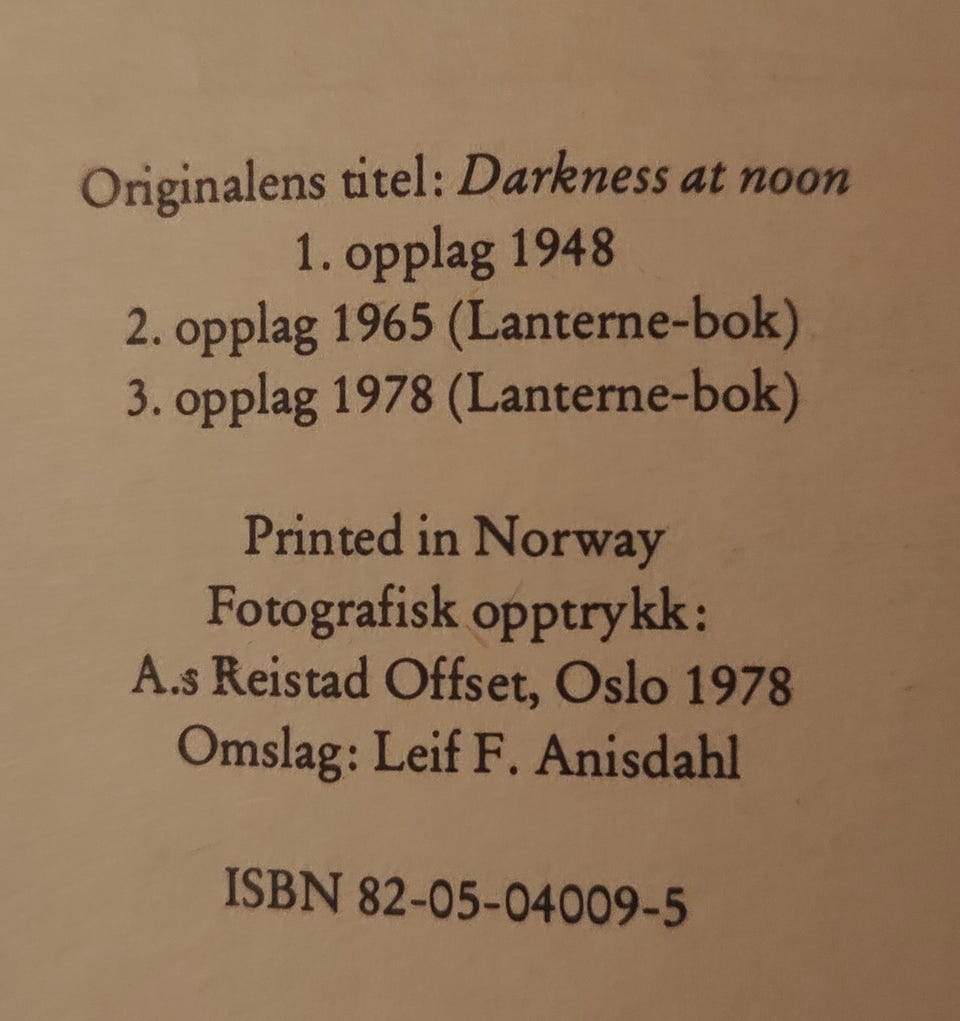 Originalens titel: Darkness at noon
1. opplag 1948
2. opplag 1965 (Lanterne-bok)
3. opplag 1978 (Lanterne-bok)
Printed in Norway
Fotografisk opptrykk:
A.s Reistad Offset, Oslo 1978
Omslag: Leif F. Anisdahl
ISBN 82-05-04009-5